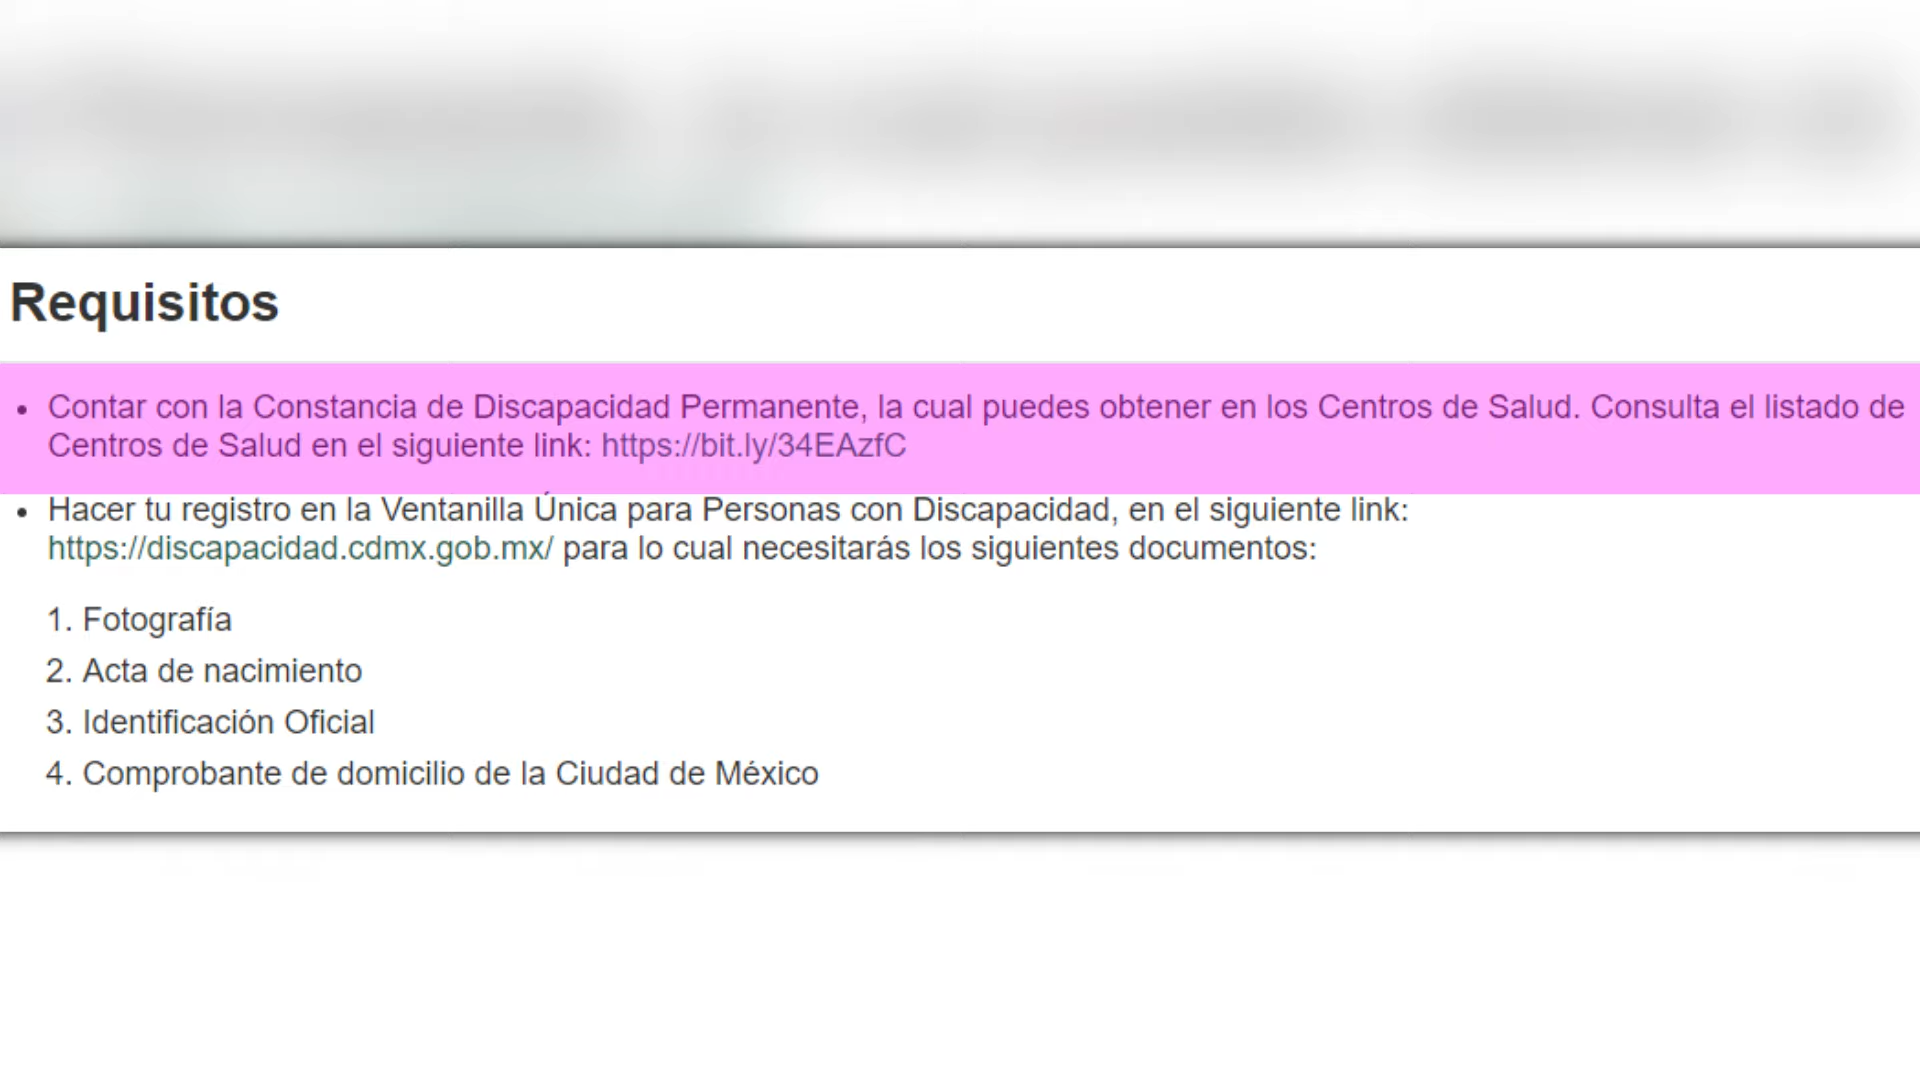 Requisitos
• Contar con la Constancia de Discapacidad Permanente, la cual puedes obtener en los Centros de Salud. Consulta el listado de
Centros de Salud en el siguiente link: https://bit.ly/34EAzfC
• Hacer tu registro en la Ventanilla Única para Personas con Discapacidad, en el siguiente link:
https://discapacidad.cdmx.gob.mx/ para lo cual necesitarás los siguientes documentos:
1. Fotografía
2. Acta de nacimiento
3. Identificación Oficial
4. Comprobante de domicilio de la Ciudad de México